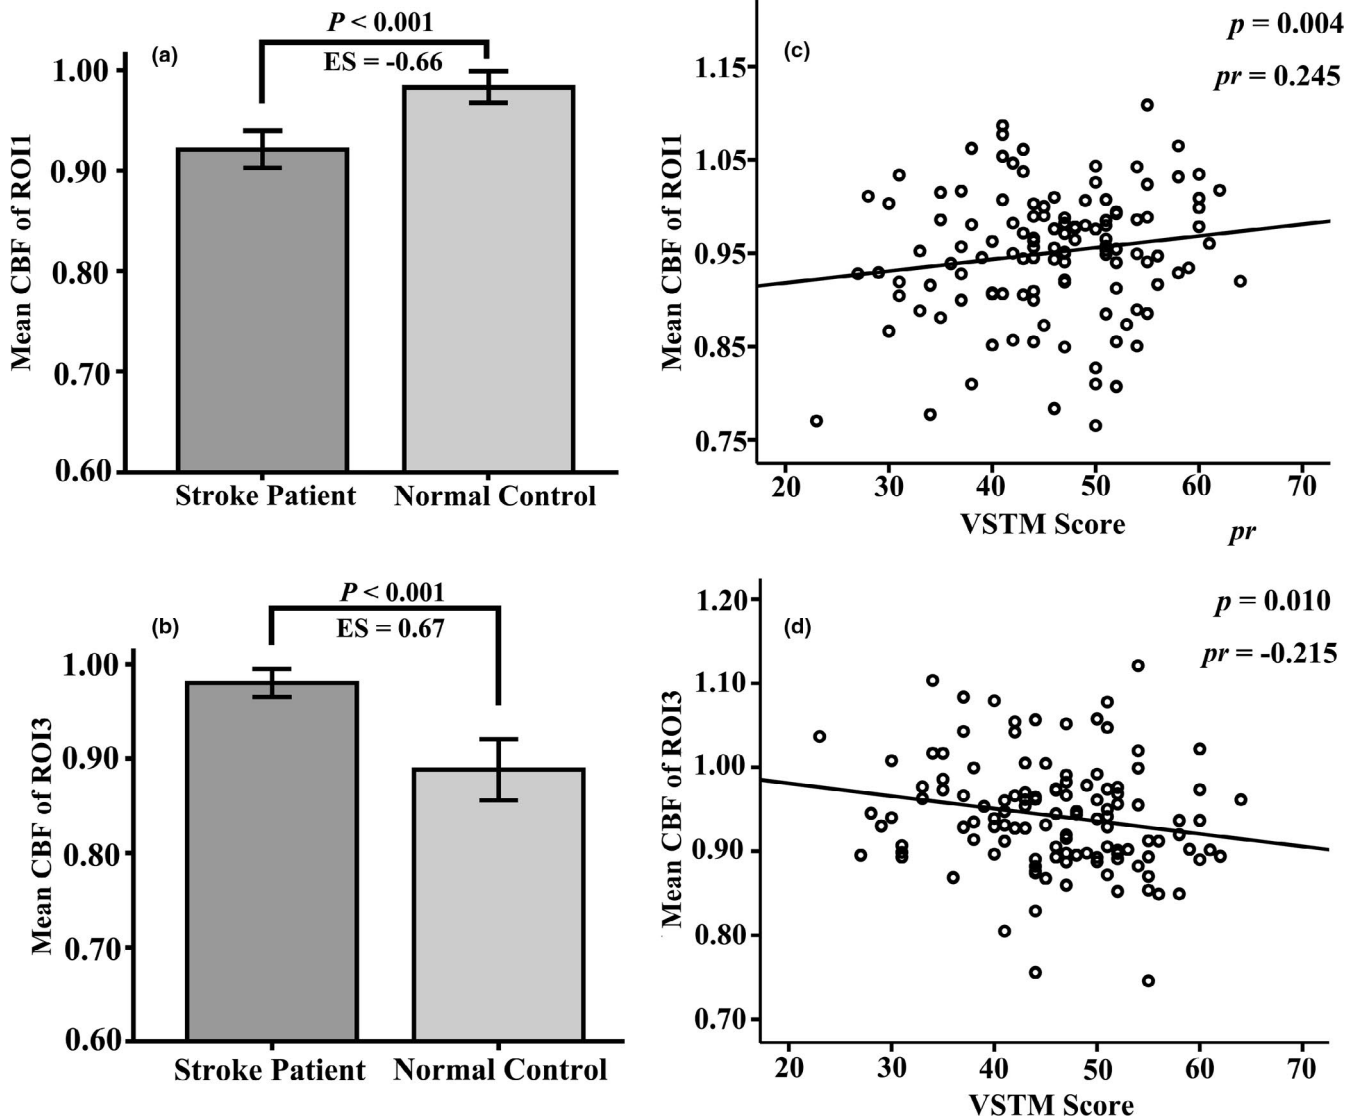 (a)
P < 0.001
ES = -0.66
1.00
0.90
0.80
0.70
0.60
Mean CBF of ROI1
Stroke Patient
Normal Control
(c)
p = 0.004
pr = 0.245
1.15
1.05
0.95
0.85
0.75
Mean CBF of ROI1
20
30
40
50
60
70
VSTM Score
pr
(b)
P < 0.001
ES = 0.67
1.00
0.90
0.80
0.70
0.60
Mean CBF of ROI3
Stroke Patient
Normal Control
(d)
p = 0.010
pr = -0.215
1.20
1.10
1.00
0.90
0.80
0.70
Mean CBF of ROI3
20
30
40
50
60
70
VSTM Score